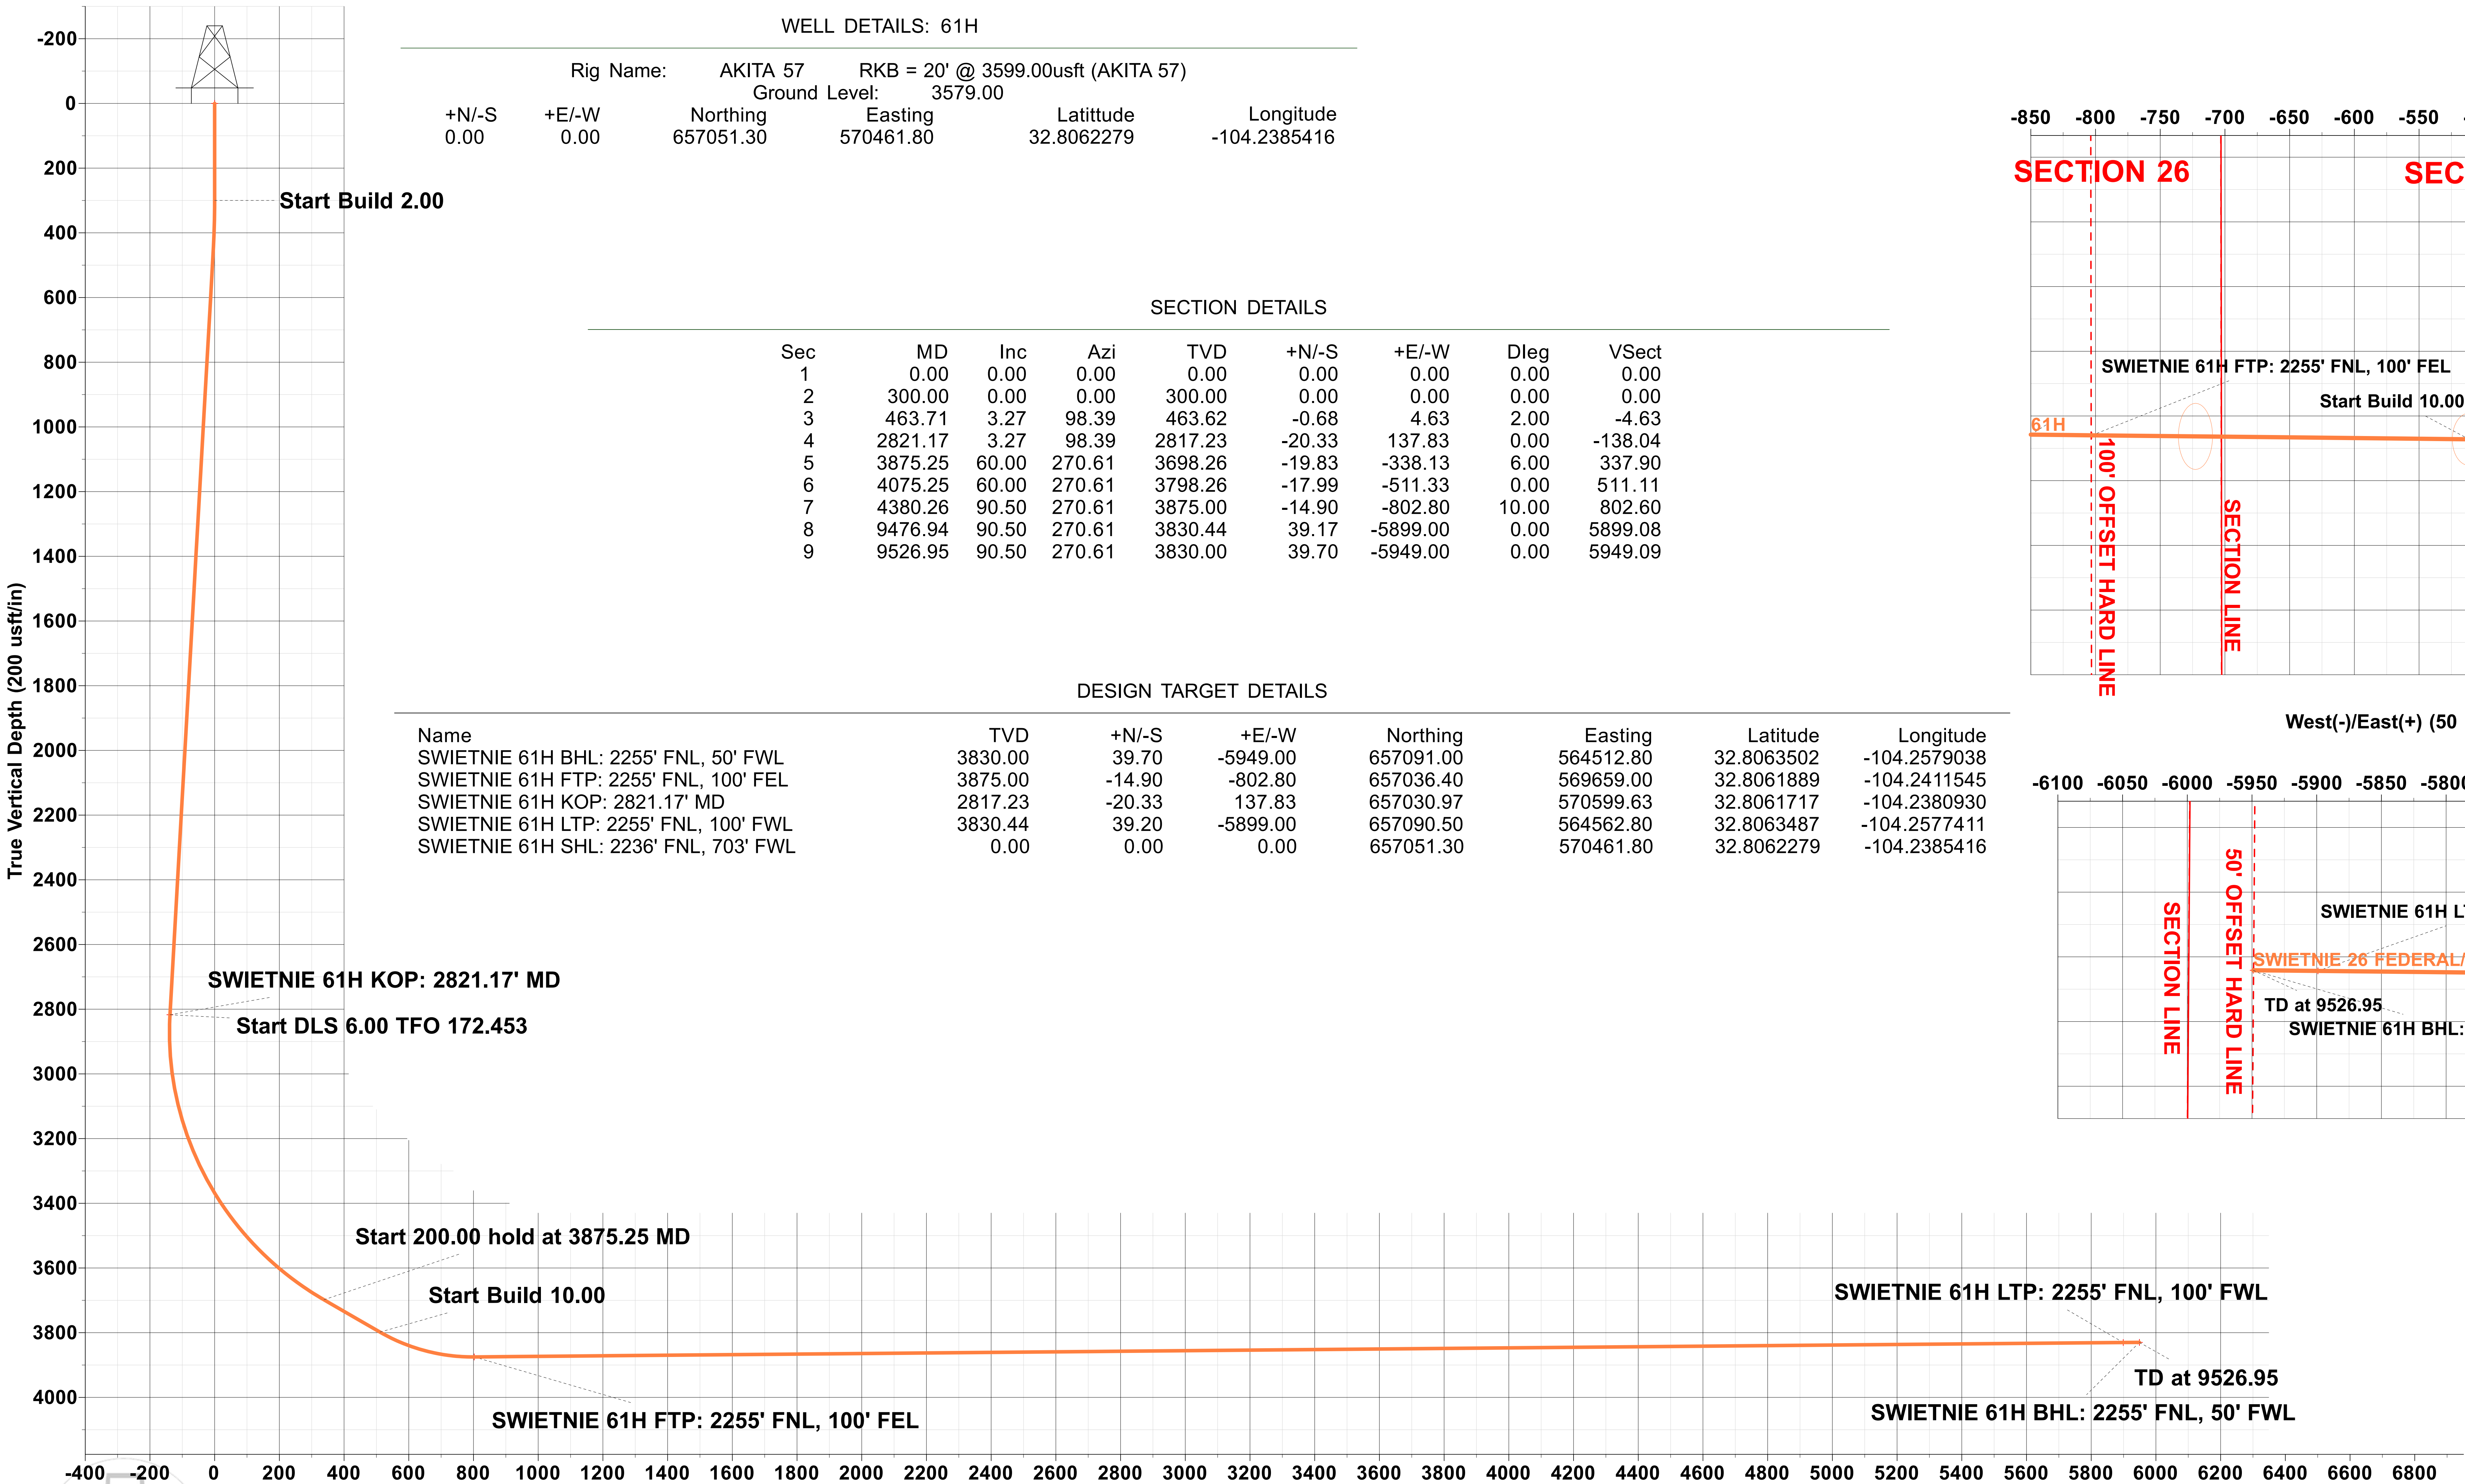 WELL DETAILS: 61H
Rig Name: AKITA 57 RKB = 20' @ 3599.00usft (AKITA 57)
Ground Level: 3579.00
+N/-S +E/-W Northing Easting Latittude Longitude
0.00 0.00 657051.30 570461.80 32.8062279 -104.2385416
SECTION DETAILS
Sec MD Inc Azi TVD +N/-S +E/-W Dleg VSect
1 0.00 0.00 0.00 0.00 0.00 0.00 0.00 0.00
2 300.00 0.00 0.00 300.00 0.00 0.00 0.00 0.00
3 463.71 3.27 98.39 463.62 -0.68 4.63 2.00 -4.63
4 2821.17 3.27 98.39 2817.23 -20.33 137.83 0.00 -138.04
5 3875.25 60.00 270.61 3698.26 -19.83 -338.13 6.00 337.90
6 4075.25 60.00 270.61 3798.26 -17.99 -511.33 0.00 511.11
7 4380.26 90.50 270.61 3875.00 -14.90 -802.80 10.00 802.60
8 9476.94 90.50 270.61 3830.44 39.17 -5899.00 0.00 5899.08
9 9526.95 90.50 270.61 3830.00 39.70 -5949.00 0.00 5949.09
DESIGN TARGET DETAILS
Name TVD +N/-S +E/-W Northing Easting Latitude Longitude
SWIETNIE 61H BHL: 2255' FNL, 50' FWL 3830.00 39.70 -5949.00 657091.00 564512.80 32.8063502 -104.2579038
SWIETNIE 61H FTP: 2255' FNL, 100' FEL 3875.00 -14.90 -802.80 657036.40 569659.00 32.8061889 -104.2411545
SWIETNIE 61H KOP: 2821.17' MD 2817.23 -20.33 137.83 657030.97 570599.63 32.8061717 -104.2380930
SWIETNIE 61H LTP: 2255' FNL, 100' FWL 3830.44 39.20 -5899.00 657090.50 564562.80 32.8063487 -104.2577411
SWIETNIE 61H SHL: 2236' FNL, 703' FWL 0.00 0.00 0.00 657051.30 570461.80 32.8062279 -104.2385416
True Vertical Depth (200 usft/in)
-200
0
200
400
600
800
1000
1200
1400
1600
1800
2000
2200
2400
2600
2800
3000
3200
3400
3600
3800
4000
Start Build 2.00
SWIETNIE 61H KOP: 2821.17' MD
Start DLS 6.00 TFO 172.453
Start 200.00 hold at 3875.25 MD
Start Build 10.00
SWIETNIE 61H FTP: 2255' FNL, 100' FEL
SWIETNIE 61H LTP: 2255' FNL, 100' FWL
TD at 9526.95
SWIETNIE 61H BHL: 2255' FNL, 50' FWL
-400 -200 0 200 400 600 800 1000 1200 1400 1600 1800 2000 2200 2400 2600 2800 3000 3200 3400 3600 3800 4000 4200 4400 4600 4800 5000 5200 5400 5600 5800 6000 6200 6400 6600 6800
-850 -800 -750 -700 -650 -600 -550
SECTION 26
SEC
SWIETNIE 61H FTP: 2255' FNL, 100' FEL
Start Build 10.00
61H
100' OFFSET HARD LINE
SECTION LINE
West(-)/East(+) (50
-6100 -6050 -6000 -5950 -5900 -5850 -5800
SECTION LINE
50' OFFSET HARD LINE
SWIETNIE 61H LT
SWIETNIE 26 FEDERAL/
TD at 9526.95
SWIETNIE 61H BHL: